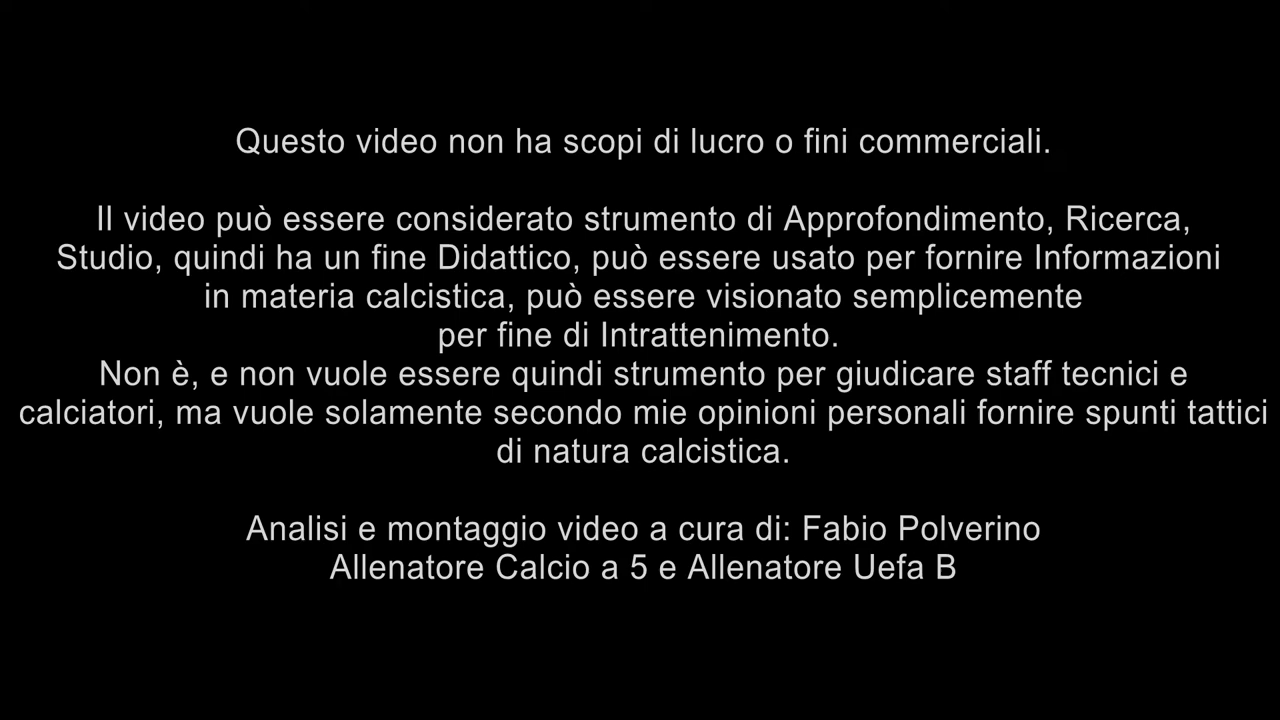 Questo video non ha scopi di lucro o fini commerciali.
Il video può essere considerato strumento di Approfondimento, Ricerca,
Studio, quindi ha un fine Didattico, può essere usato per fornire Informazioni
in materia calcistica, può essere visionato semplicemente
per fine di Intrattenimento.
Non è, e non vuole essere quindi strumento per giudicare staff tecnici e
calciatori, ma vuole solamente secondo mie opinioni personali fornire spunti tattici
di natura calcistica.
Analisi e montaggio video a cura di: Fabio Polverino
Allenatore Calcio a 5 e Allenatore Uefa B